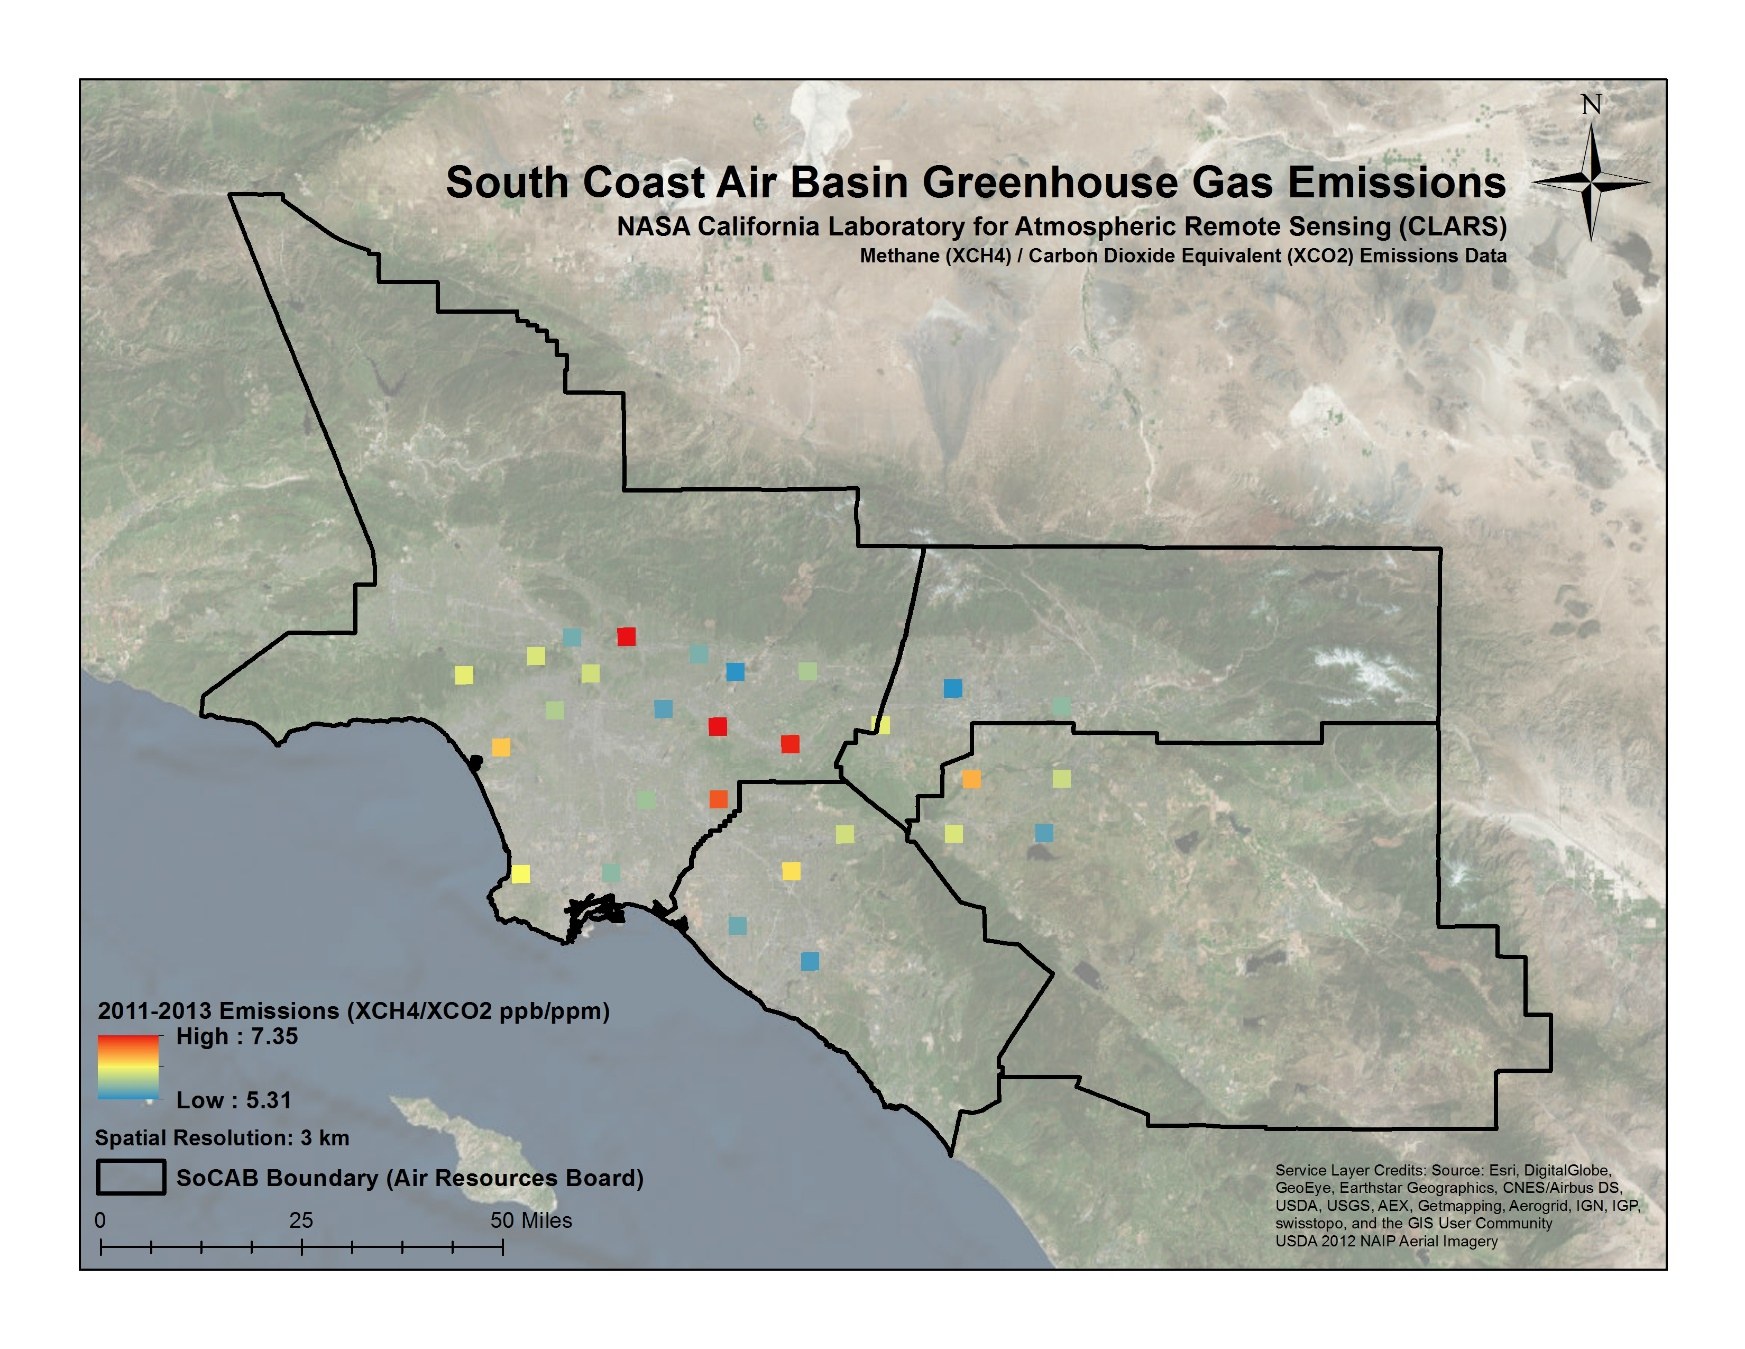 N
South Coast Air Basin Greenhouse Gas Emissions
NASA California Laboratory for Atmospheric Remote Sensing (CLARS)
Methane (XCH4) / Carbon Dioxide Equivalent (XCO2) Emissions Data
2011-2013 Emissions (XCH4/XCO2 ppb/ppm)
High : 7.35
Low : 5.31
Spatial Resolution: 3 km
SoCAB Boundary (Air Resources Board)
0 25 50 Miles
Service Layer Credits: Source: Esri, DigitalGlobe,
GeoEye, Earthstar Geographics, CNES/Airbus DS,
USDA, USGS, AEX, Getmapping, Aerogrid, IGN, IGP,
swisstopo, and the GIS User Community
USDA 2012 NAIP Aerial Imagery